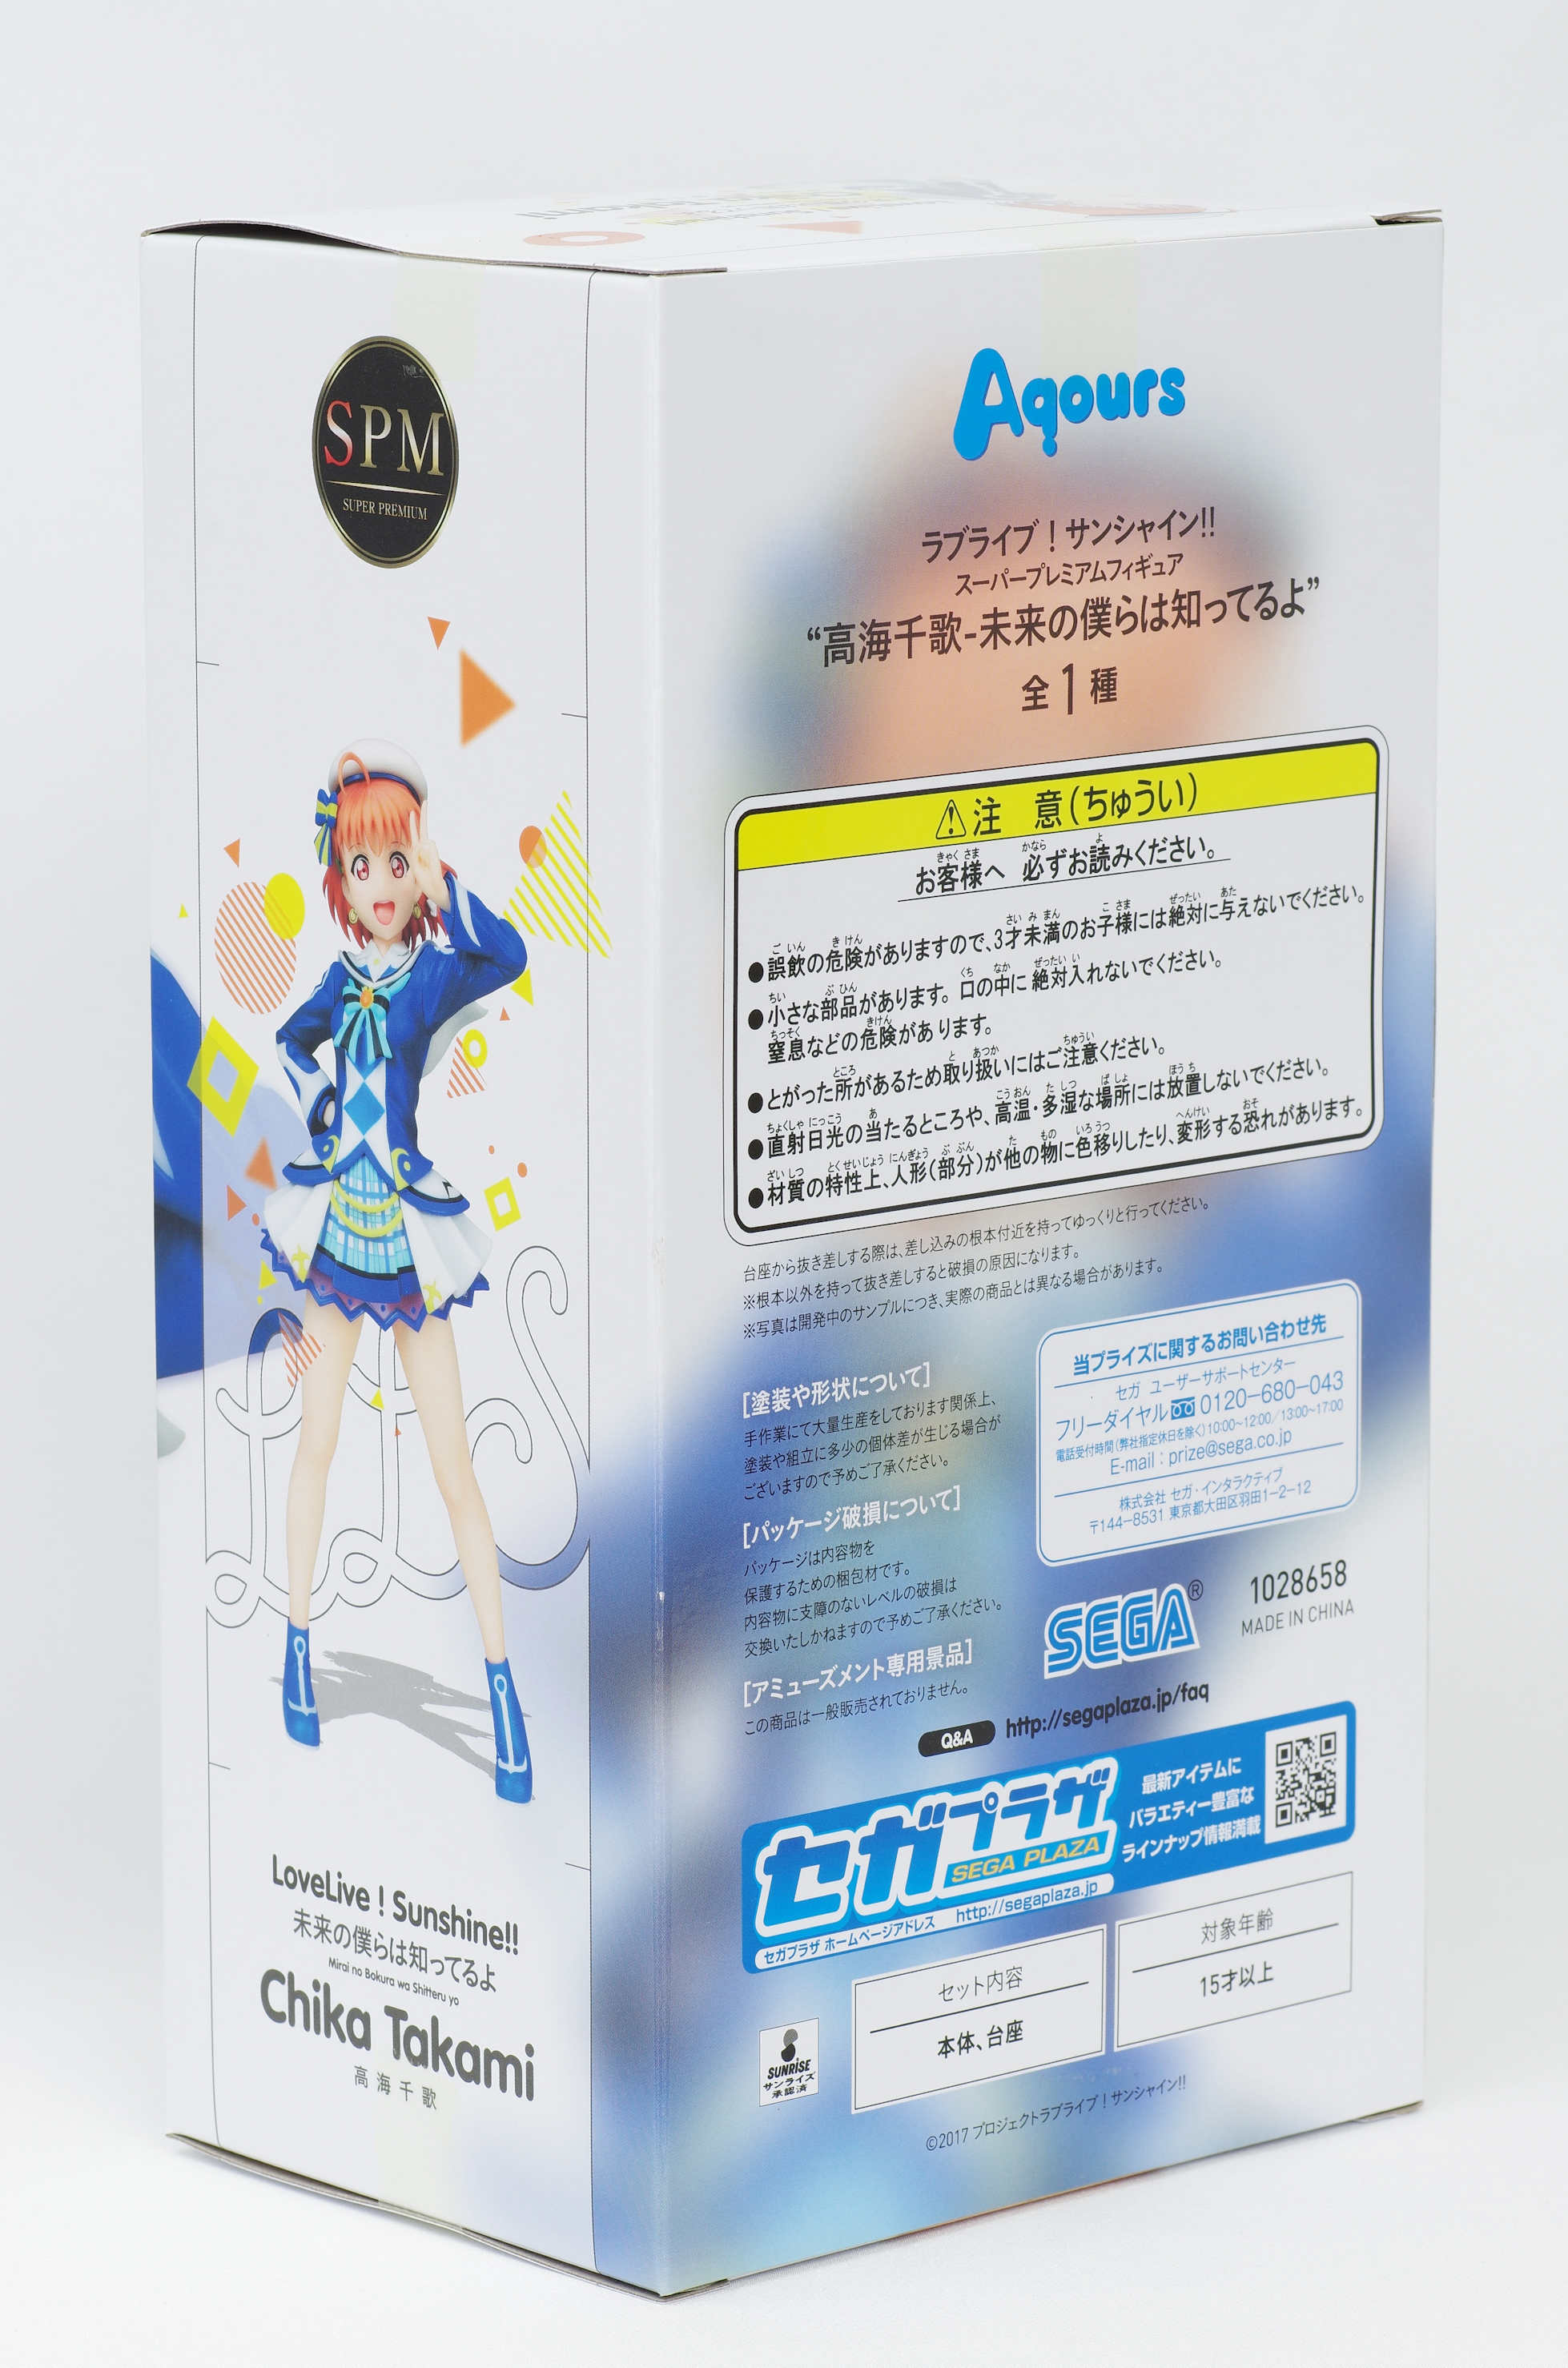 SPM
SUPER PREMIUM
LoveLive！Sunshine!!
未来の僕らは知ってるよ
Mirai no Bokura wa Shitteru yo
Chika Takami
高海千歌
Aqours
ラブライブ！サンシャイン!!
スーパープレミアムフィギュア
“高海千歌-未来の僕らは知ってるよ”
全1種
⚠注　意(ちゅうい)
お客様へ 必ずお読みください。
●誤飲の危険がありますので、3才未満のお子様には絶対に与えないでください。
●小さな部品があります。口の中に絶対入れないでください。
窒息などの危険があります。
●とがった所があるため取り扱いにはご注意ください。
●直射日光の当たるところや、高温・多湿な場所には放置しないでください。
●材質の特性上、人形(部分)が他の物に色移りしたり、変形する恐れがあります。
台座から抜き差しする際は、差し込みの根本付近を持ってゆっくりと行ってください。
※根本以外を持って抜き差しすると破損の原因になります。
※写真は開発中のサンプルにつき、実際の商品とは異なる場合があります。
[塗装や形状について]
手作業にて大量生産をしております関係上、
塗装や組立に多少の個体差が生じる場合が
ございますので予めご了承ください。
[パッケージ破損について]
パッケージは内容物を
保護するための梱包材です。
内容物に支障のないレベルの破損は
交換いたしかねますので予めご了承ください。
[アミューズメント専用景品]
この商品は一般販売されておりません。
当プライズに関するお問い合わせ先
セガ ユーザーサポートセンター
フリーダイヤル 0120-680-043
電話受付時間(弊社指定休日を除く)10:00~12:00/13:00~17:00
E-mail：prize@sega.co.jp
株式会社 セガ・インタラクティブ
〒144-8531 東京都大田区羽田1-2-12
SEGA®
1028658
MADE IN CHINA
Q&A http://segaplaza.jp/faq
セガプラザ
SEGA PLAZA
セガプラザ ホームページアドレス http://segaplaza.jp
最新アイテムに
バラエティー豊富な
ラインナップ情報満載
セット内容
本体、台座
対象年齢
15才以上
SUNRISE
サンライズ
承認済
©2017 プロジェクトラブライブ！サンシャイン!!